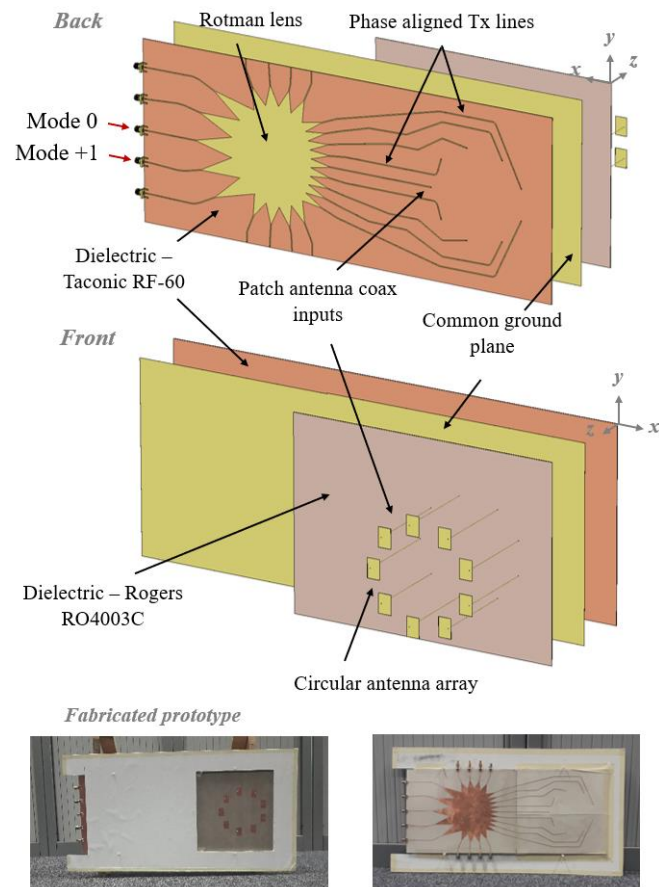 Back
Rotman lens
Phase aligned Tx lines
y
z
x
Mode 0
Mode +1
Dielectric –
Taconic RF-60
Patch antenna coax
inputs
Common ground
plane
Front
y
z
x
Dielectric – Rogers
RO4003C
Circular antenna array
Fabricated prototype